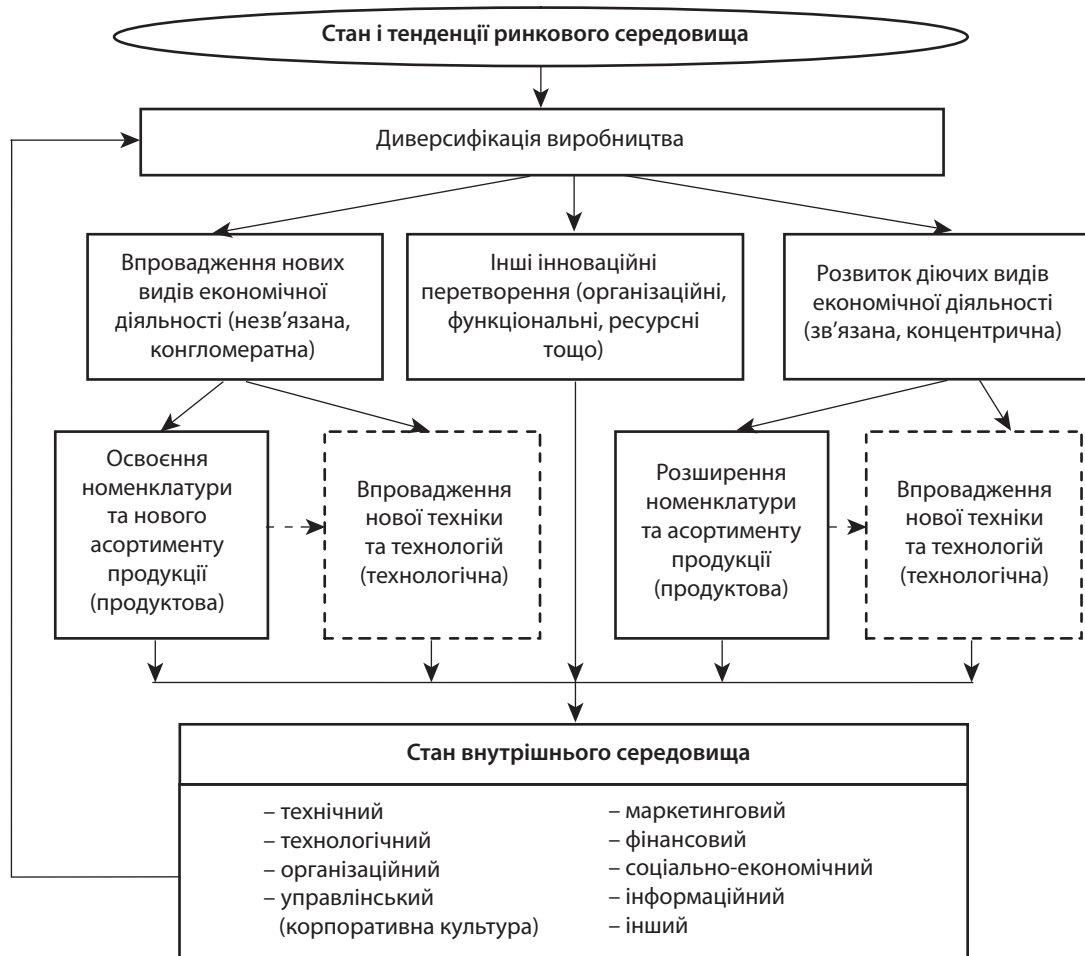 Стан і тенденції ринкового середовища
Диверсифікація виробництва
Впровадження нових
видів економічної
діяльності (незв'язана,
конгломератна)
Інші інноваційні
перетворення (організаційні,
функціональні, ресурсні
тощо)
Розвиток діючих видів
економічної діяльності
(зв'язана, концентрична)
Освоєння
номенклатури
та нового
асортименту
продукції
(продуктова)
Впровадження
нової техніки
та технологій
(технологічна)
Розширення
номенклатури
та асортименту
продукції
(продуктова)
Впровадження
нової техніки
та технологій
(технологічна)
Стан внутрішнього середовища
– технічний
– технологічний
– організаційний
– управлінський
(корпоративна культура)
– маркетинговий
– фінансовий
– соціально-економічний
– інформаційний
– інший